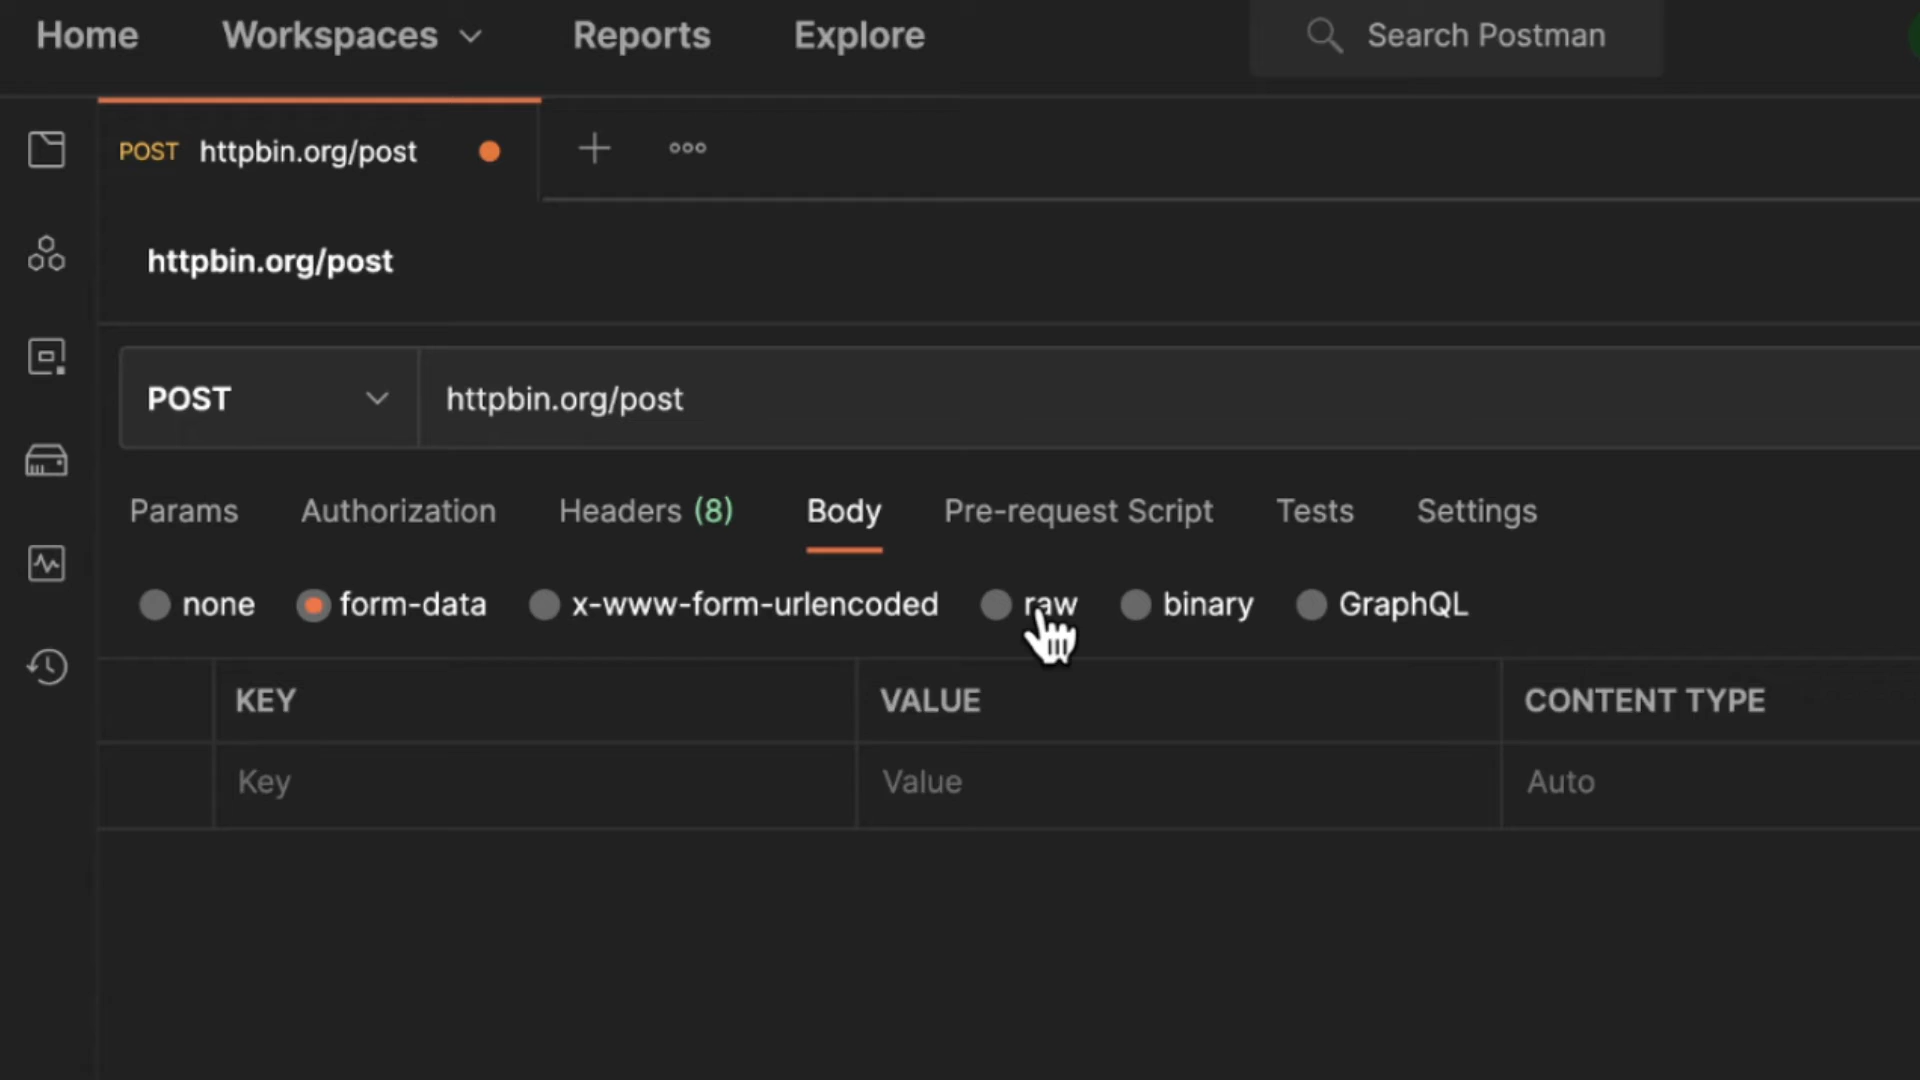 Home Workspaces Reports Explore Search Postman
POST httpbin.org/post
httpbin.org/post
POST httpbin.org/post
Params Authorization Headers (8) Body Pre-request Script Tests Settings
none form-data x-www-form-urlencoded raw binary GraphQL
KEY VALUE CONTENT TYPE
Key Value Auto